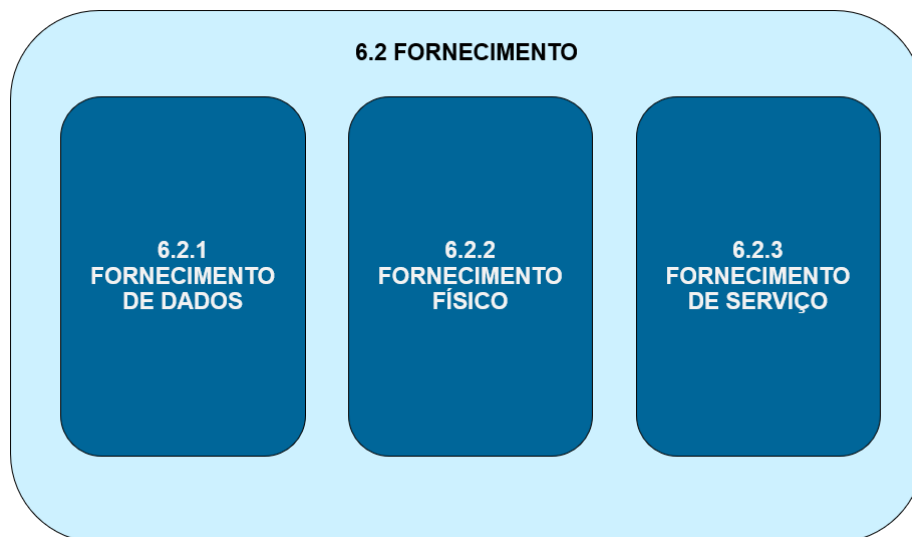 6.2 FORNECIMENTO
6.2.1
FORNECIMENTO
DE DADOS
6.2.2
FORNECIMENTO
FÍSICO
6.2.3
FORNECIMENTO
DE SERVIÇO